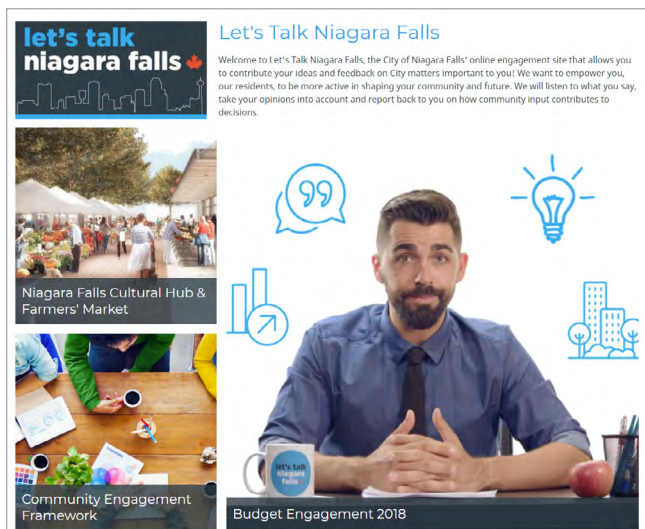 let's talk
niagara falls
Let's Talk Niagara Falls
Welcome to Let's Talk Niagara Falls, the City of Niagara Falls' online engagement site that allows you
to contribute your ideas and feedback on City matters important to you! We want to empower you,
our residents, to be more active in shaping your community and future. We will listen to what you say,
take your opinions into account and report back to you on how community input contributes to
decisions.
Niagara Falls Cultural Hub &
Farmers' Market
Community Engagement
Framework
let's talk
niagara
falls
Budget Engagement 2018